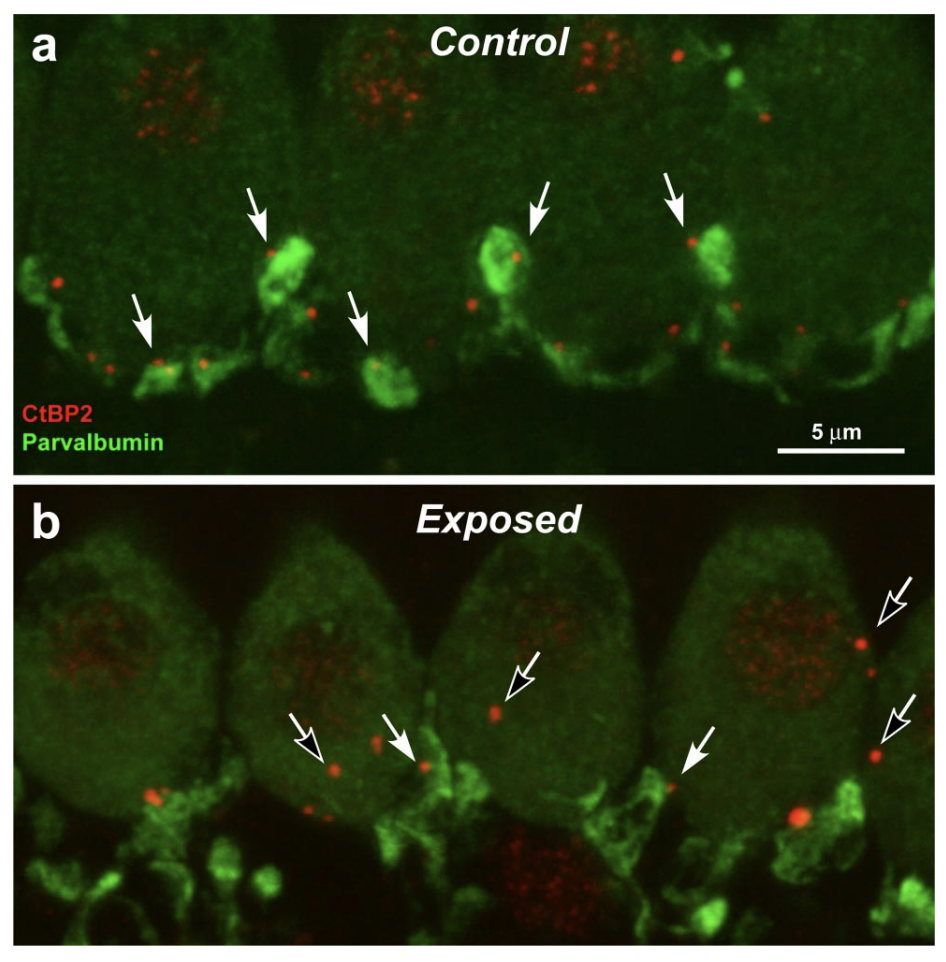 a
Control
CtBP2
Parvalbumin
5 μm
b
Exposed